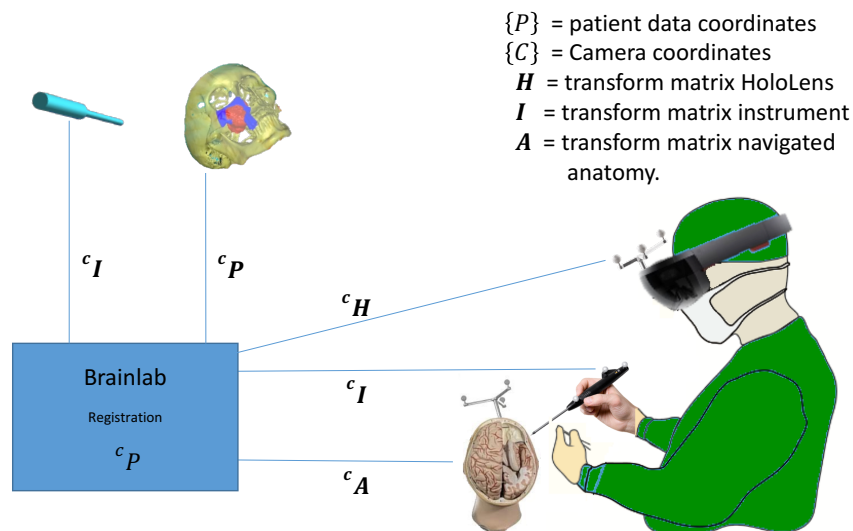 {P} = patient data coordinates
{C} = Camera coordinates
H = transform matrix HoloLens
I = transform matrix instrument
A = transform matrix navigated
anatomy.
ᶜI
ᶜP
ᶜH
Brainlab
ᶜI
Registration
ᶜP
ᶜA